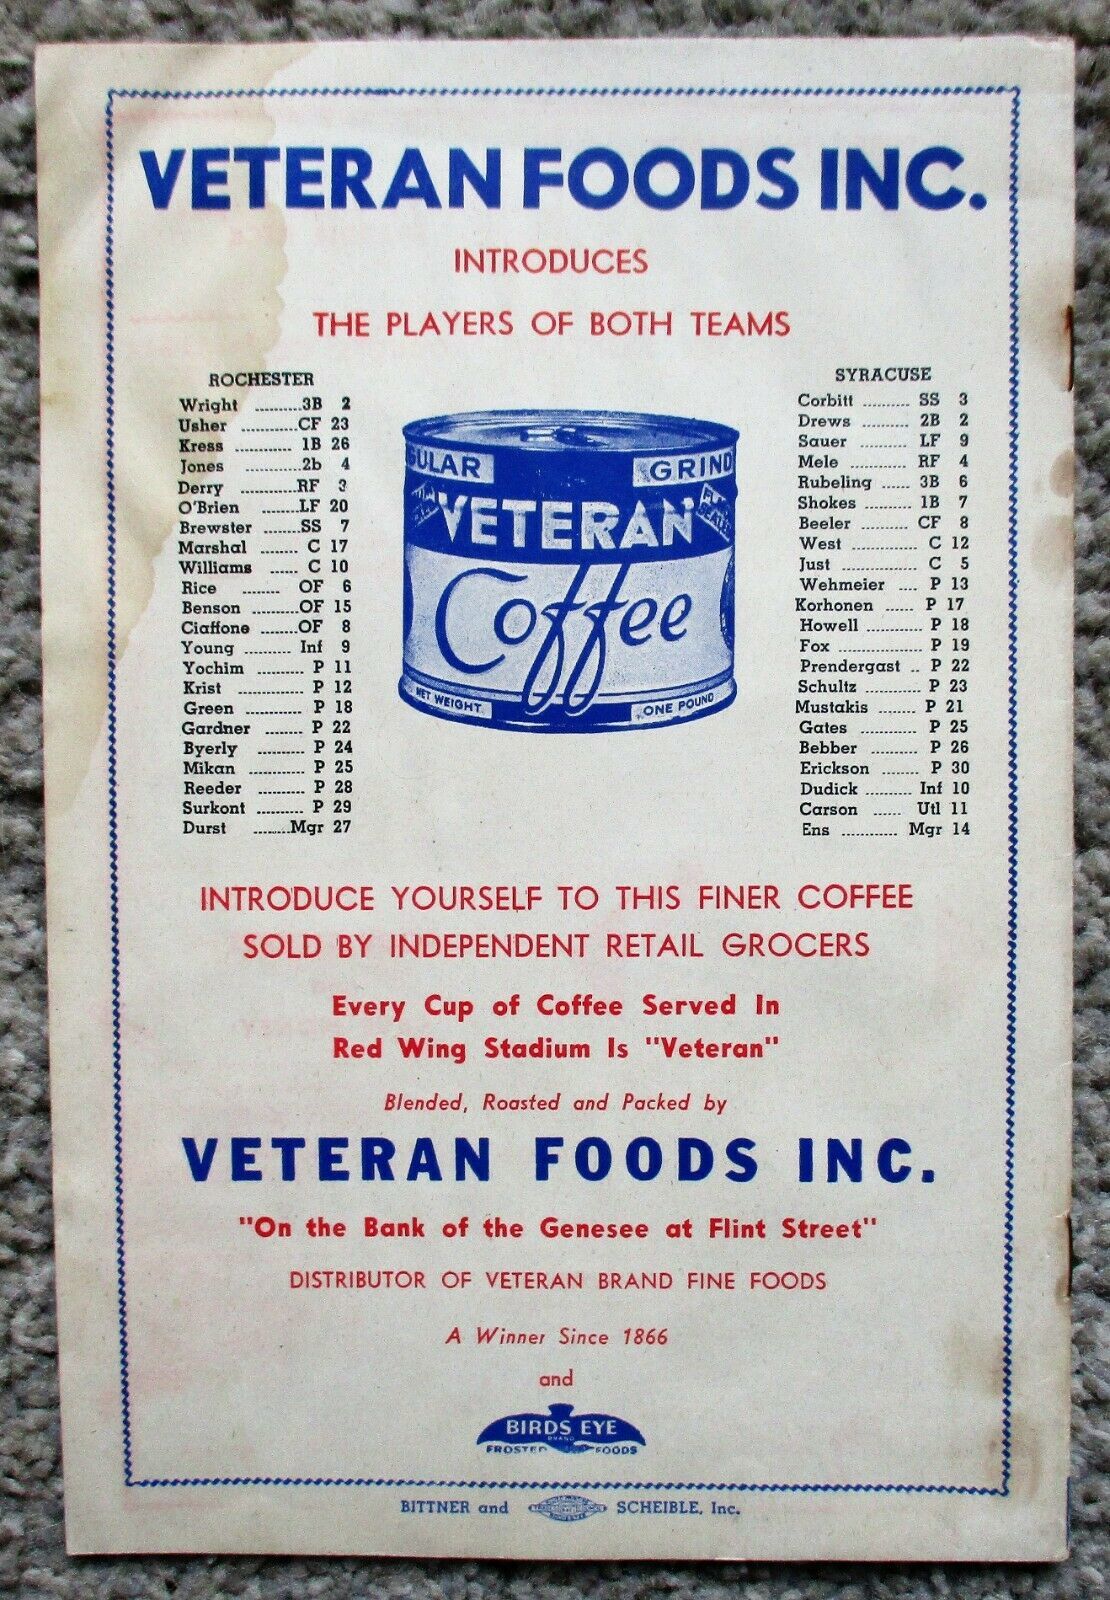 VETERAN FOODS INC.
INTRODUCES
THE PLAYERS OF BOTH TEAMS
ROCHESTER
Wright ..........3B 2
Usher ............CF 23
Kress ............ 1B 26
Jones ............2b 4
Derry ............RF 3
O'Brien ..........LF 20
Brewster ........SS 7
Marshal ........ C 17
Williams ...... C 10
Rice ........ OF 6
Benson ..........OF 15
Ciaffone ........OF 8
Young .......... Inf 9
Yochim .......... P 11
Krist ............ P 12
Green ............ P 18
Gardner ........ P 22
Byerly .......... P 24
Mikan ............ P 25
Reeder .......... P 28
Surkont .......... P 29
Durst ........Mgr 27
SYRACUSE
Corbitt .......... SS 3
Drews .......... 2B 2
Sauer .......... LF 9
Mele ............ RF 4
Rubeling ...... 3B 6
Shokes .......... 1B 7
Beeler .......... CF 8
West .............. C 12
Just .............. C 5
Wehmeier .... P 13
Korhonen ...... P 17
Howell ............ P 18
Fox .................. P 19
Prendergast .. P 22
Schultz ............ P 23
Mustakis ........ P 21
Gates .............. P 25
Bebber .......... P 26
Erickson ........ P 30
Dudick .......... Inf 10
Carson ...... Utl 11
Ens ............ Mgr 14
GULAR GRIND
VETERAN
Coffee
NET WEIGHT ONE POUND
INTRODUCE YOURSELF TO THIS FINER COFFEE
SOLD BY INDEPENDENT RETAIL GROCERS
Every Cup of Coffee Served In
Red Wing Stadium Is "Veteran"
Blended, Roasted and Packed by
VETERAN FOODS INC.
"On the Bank of the Genesee at Flint Street"
DISTRIBUTOR OF VETERAN BRAND FINE FOODS
A Winner Since 1866
and
BIRDS EYE
BRAND
FROSTED FOODS
BITTNER and SCHEIBLE, Inc.